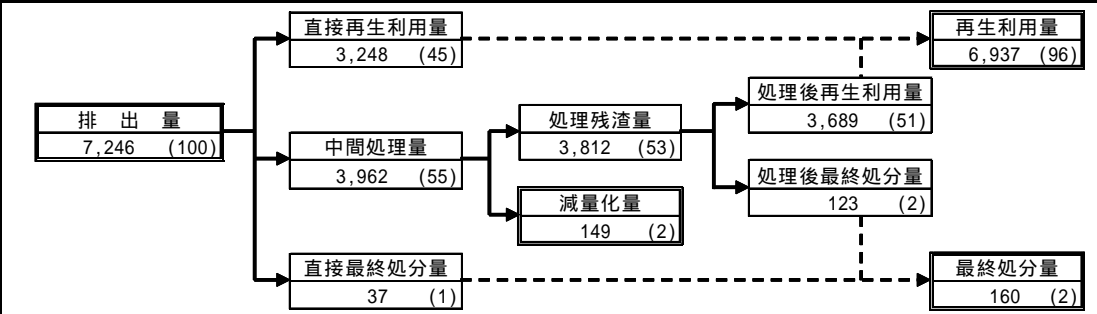 直接再生利用量
3,248 (45)
再生利用量
6,937 (96)
排 出 量
7,246 (100)
中間処理量
3,962 (55)
処理残渣量
3,812 (53)
処理後再生利用量
3,689 (51)
減量化量
149 (2)
処理後最終処分量
123 (2)
直接最終処分量
37 (1)
最終処分量
160 (2)